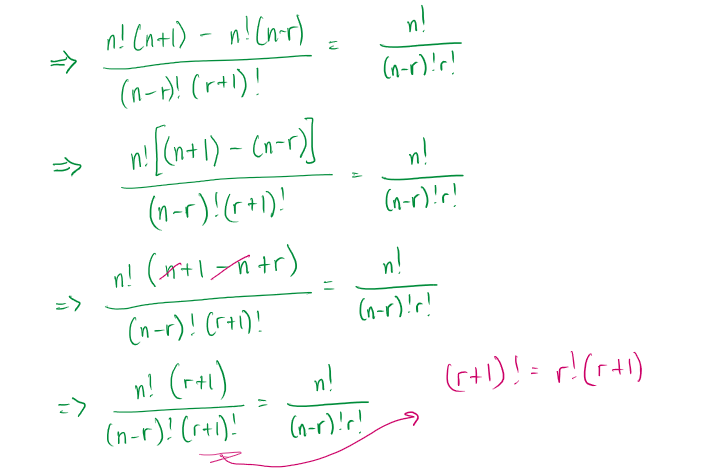 ⇒ (n!(n+1) - n!(n-r))/((n-r)!(r+1)!) = n!/((n-r)!r!)
⇒ (n![(n+1) - (n-r)])/((n-r)!(r+1)!) = n!/((n-r)!r!)
⇒ (n!(n+1-n+r))/((n-r)!(r+1)!) = n!/((n-r)!r!)
⇒ (n!(r+1))/((n-r)!(r+1)!) = n!/((n-r)!r!)
(r+1)! = r!(r+1)